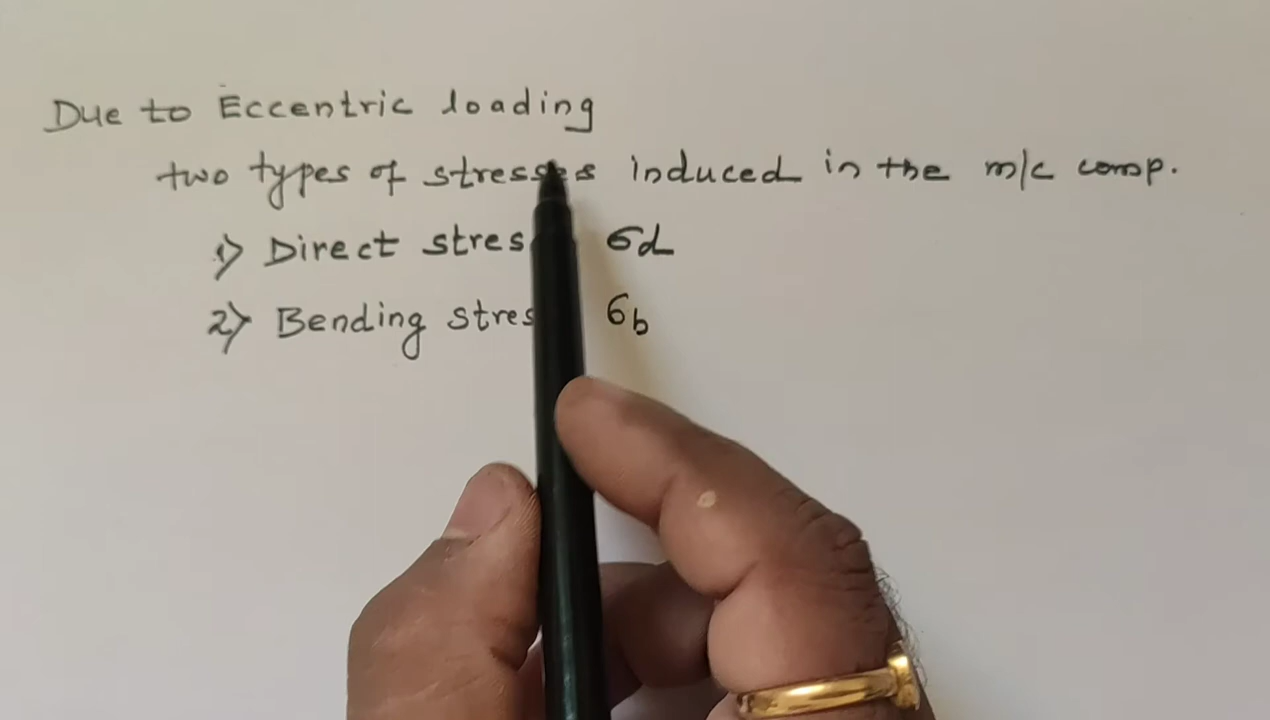 Due to Eccentric loading
two types of stresses induced in the m/c comp.
1) Direct stres σd
2) Bending stres σb